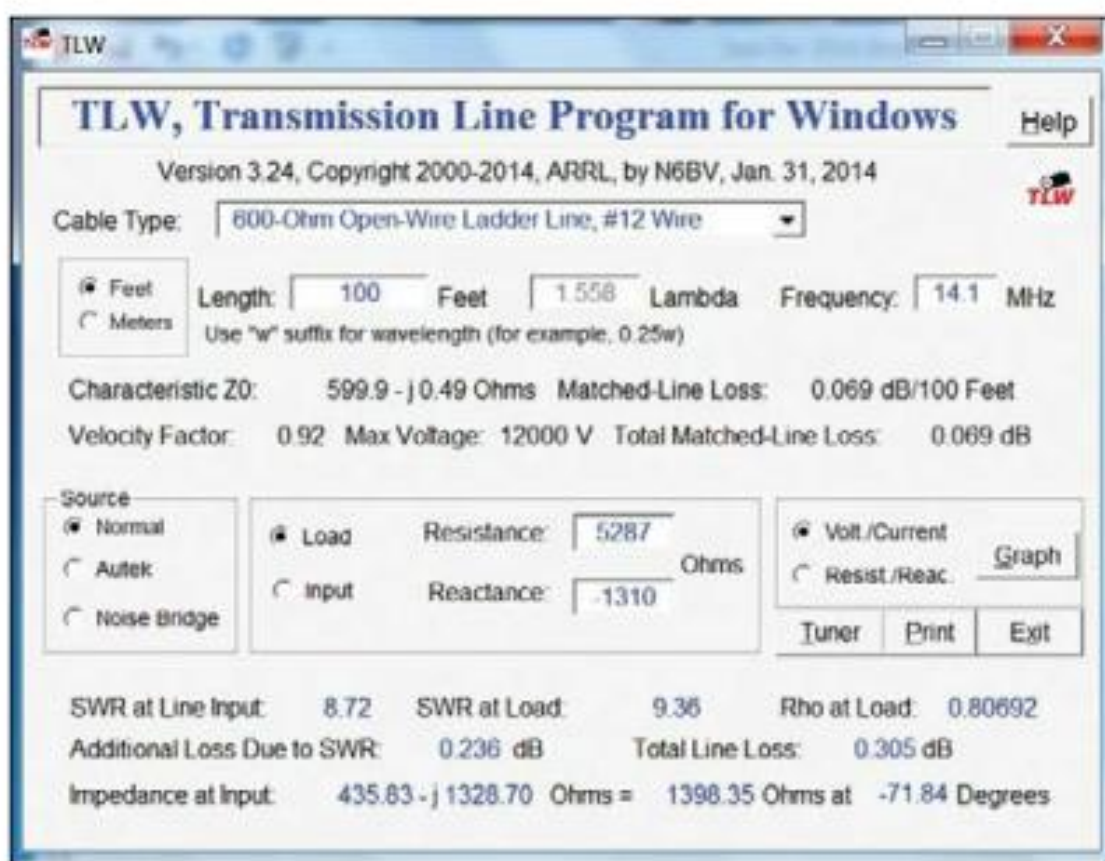 TLW
TLW, Transmission Line Program for Windows
Help
Version 3.24, Copyright 2000-2014, ARRL, by N6BV, Jan. 31, 2014
TLW
Cable Type: 600-Ohm Open-Wire Ladder Line, #12 Wire
Feet Length: 100 Feet 1.558 Lambda Frequency: 14.1 MHz
Meters Use "w" suffix for wavelength (for example, 0.25w)
Characteristic Z0: 599.9 - j 0.49 Ohms Matched-Line Loss: 0.069 dB/100 Feet
Velocity Factor: 0.92 Max Voltage: 12000 V Total Matched-Line Loss: 0.069 dB
Source
Normal Load Resistance: 5287 Volt./Current
Autek Ohms Resist./Reac. Graph
Input Reactance: -1310
Noise Bridge Tuner Print Exit
SWR at Line Input: 8.72 SWR at Load: 9.36 Rho at Load: 0.80692
Additional Loss Due to SWR: 0.236 dB Total Line Loss: 0.305 dB
Impedance at Input: 435.83 - j 1328.70 Ohms = 1398.35 Ohms at -71.84 Degrees